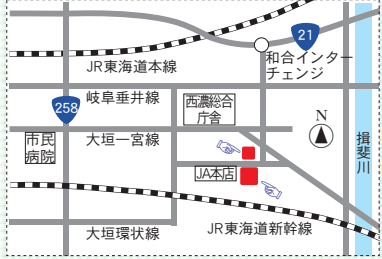 21
和合インター
チェンジ
JR東海道本線
岐阜垂井線
西濃総合
庁舎
258
N
大垣一宮線
市民
病院
揖斐川
JA本店
大垣環状線
JR東海道新幹線